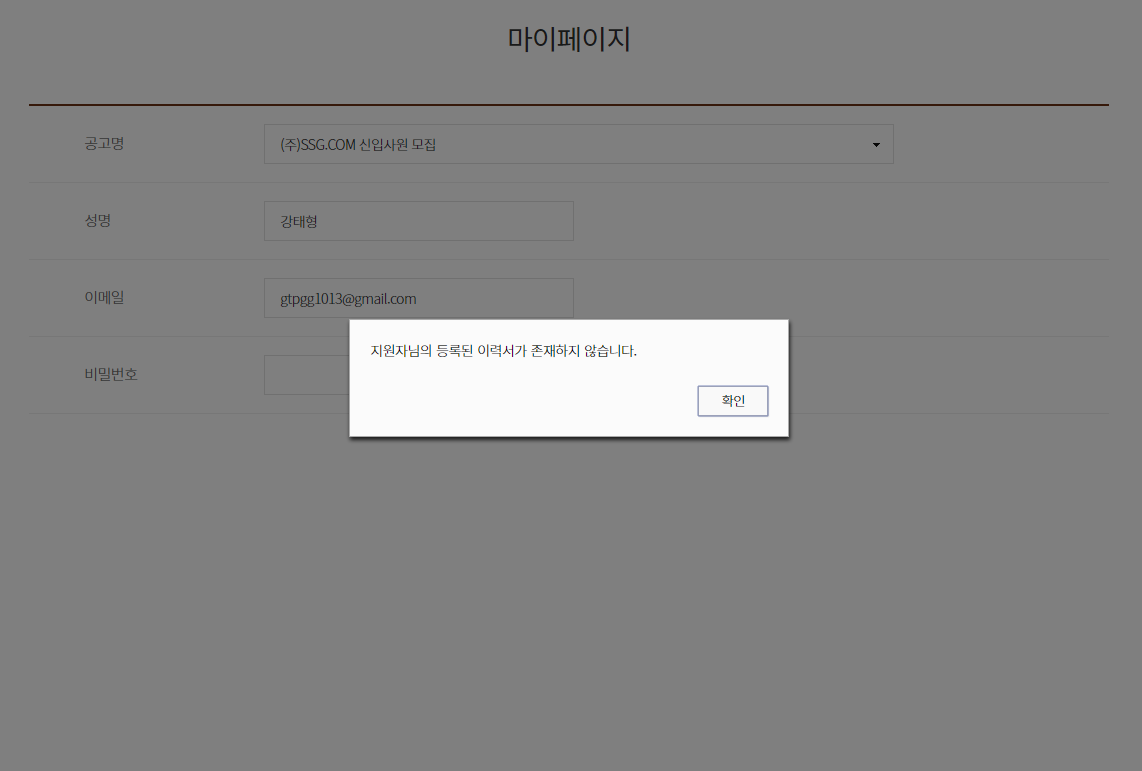 마이페이지
공고명
(주)SSG.COM 신입사원 모집
성명
강태형
이메일
gtpgg1013@gmail.com
지원자님의 등록된 이력서가 존재하지 않습니다.
비밀번호
확인